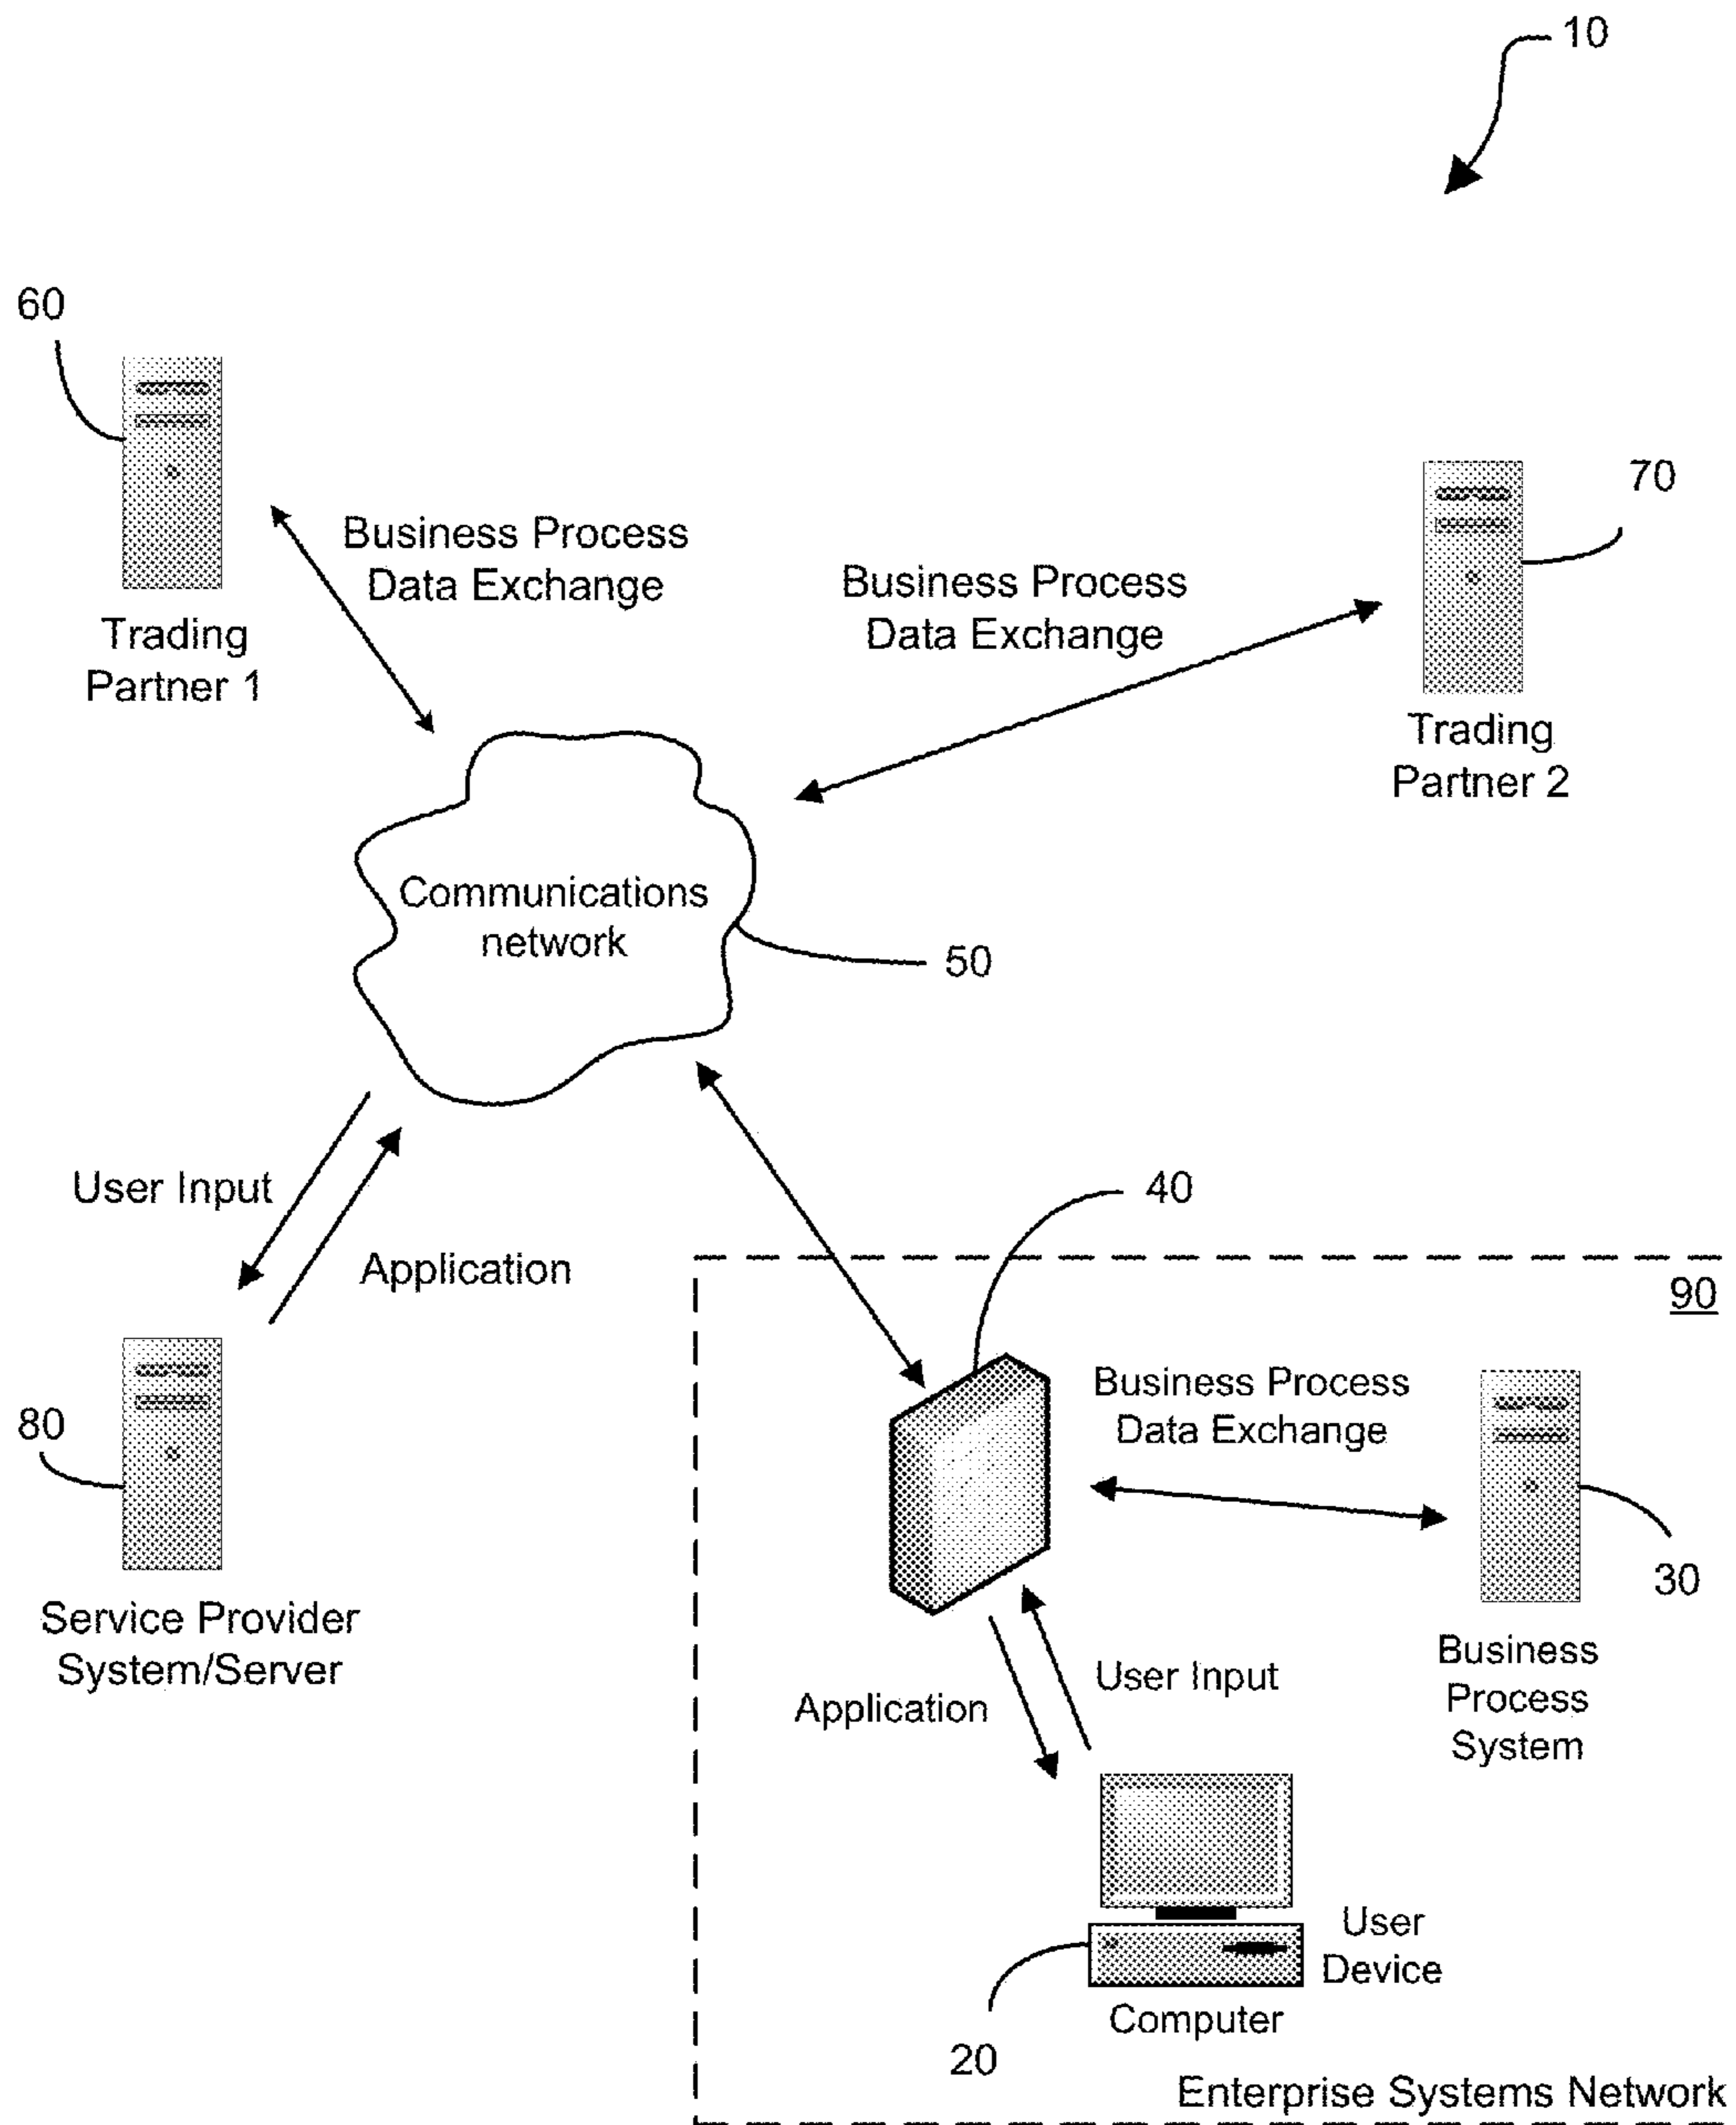 10
60
Business Process
Data Exchange
70
Business Process
Data Exchange
Trading
Partner 1
Trading
Partner 2
Communications
network
50
User Input
Application
40
90
Business Process
Data Exchange
80
30
Service Provider
System/Server
Business
Process
System
User Input
Application
User
Device
Computer
20
Enterprise Systems Network